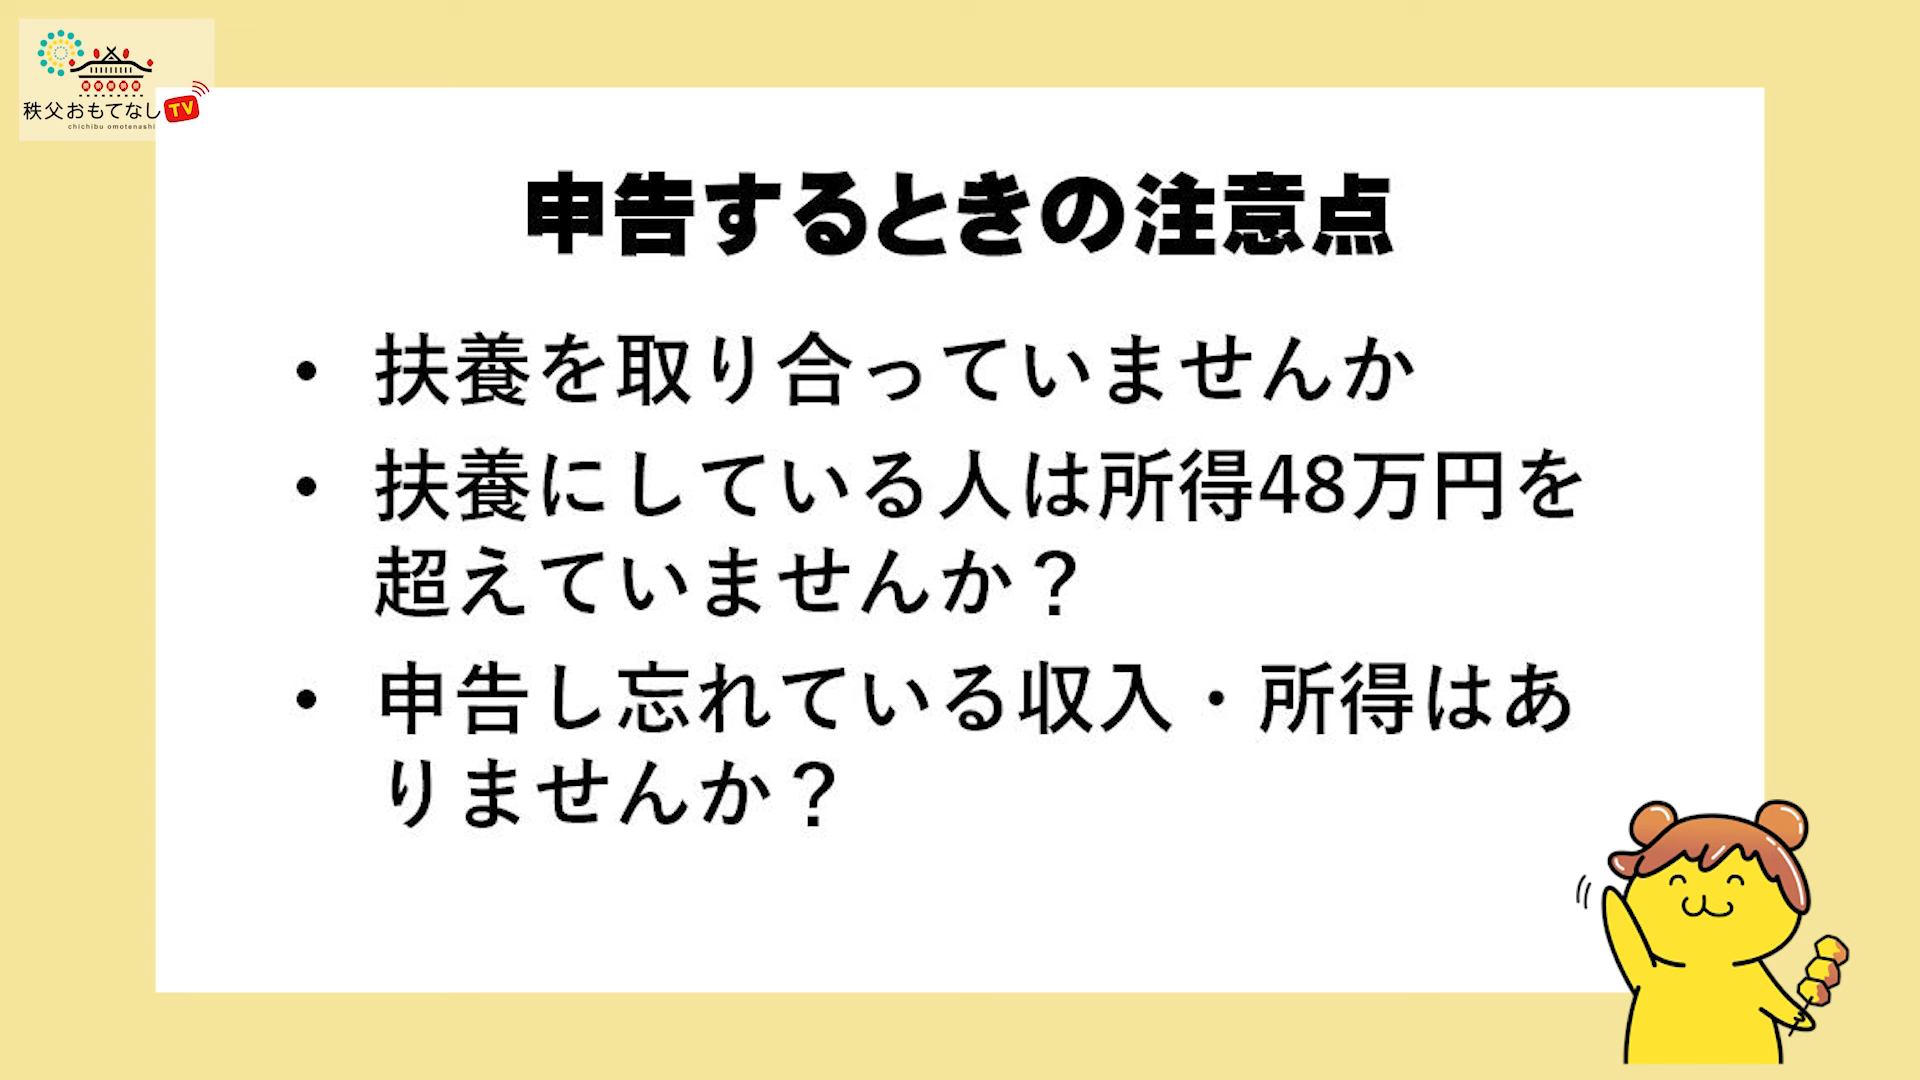 秩父おもてなしTV
chichibu omotenashi
申告するときの注意点
• 扶養を取り合っていませんか
• 扶養にしている人は所得48万円を
超えていませんか？
• 申告し忘れている収入・所得はあ
りませんか？